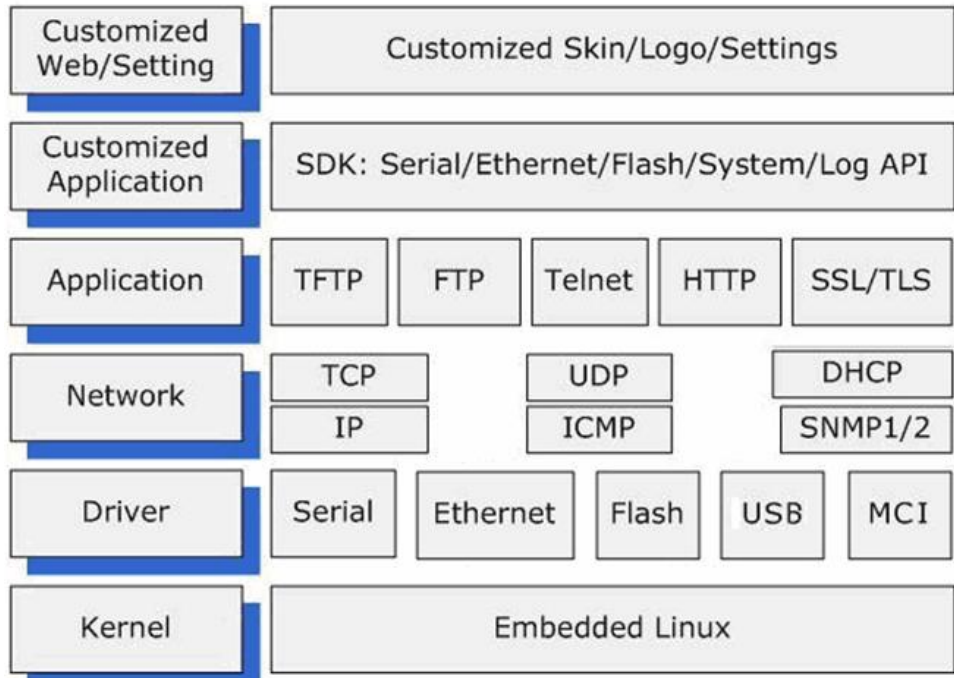 Customized
Web/Setting
Customized Skin/Logo/Settings
Customized
Application
SDK: Serial/Ethernet/Flash/System/Log API
Application
TFTP
FTP
Telnet
HTTP
SSL/TLS
Network
TCP
UDP
DHCP
IP
ICMP
SNMP1/2
Driver
Serial
Ethernet
Flash
USB
MCI
Kernel
Embedded Linux